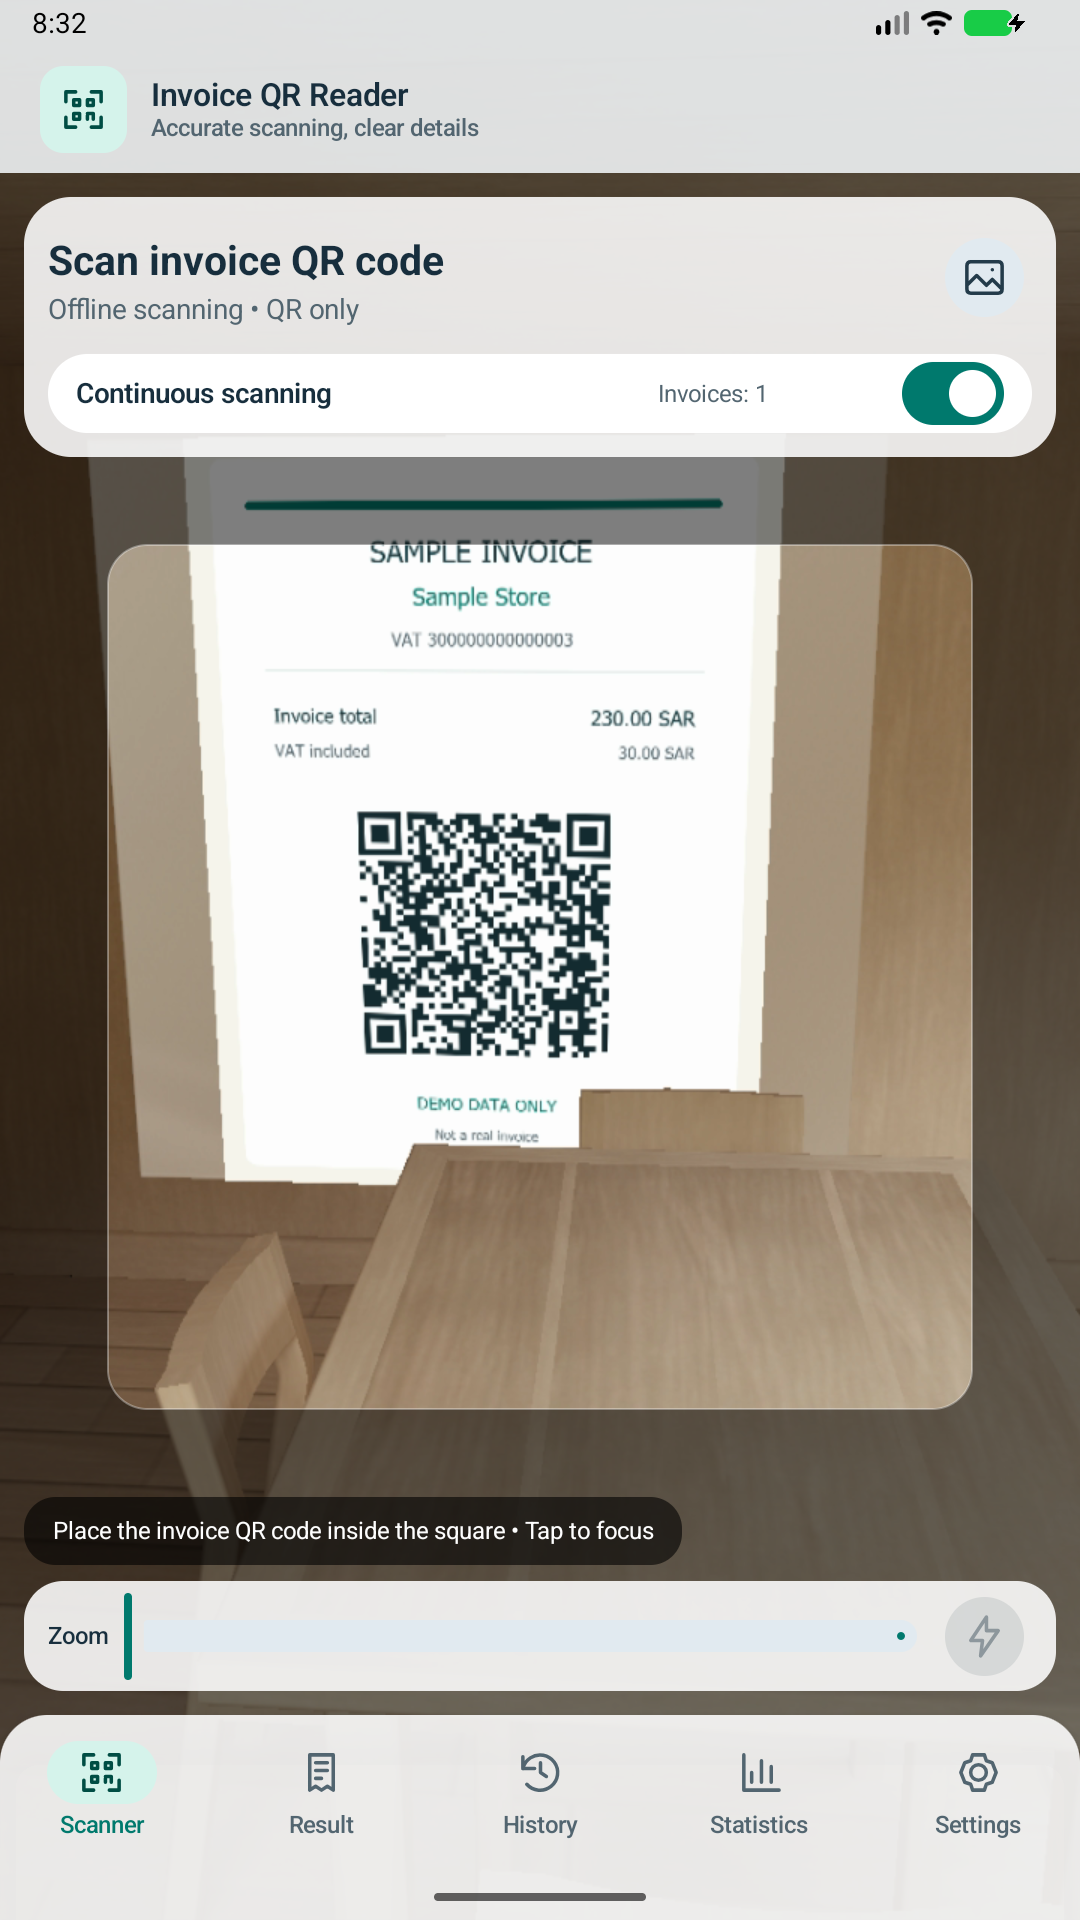 8:32
Invoice QR Reader
Accurate scanning, clear details
Scan invoice QR code
Offline scanning • QR only
Continuous scanning
Invoices: 1
SAMPLE INVOICE
Sample Store
VAT 300000000000003
Invoice total 230.00 SAR
VAT included 30.00 SAR
DEMO DATA ONLY
Not a real invoice
Place the invoice QR code inside the square • Tap to focus
Zoom
Scanner Result History Statistics Settings